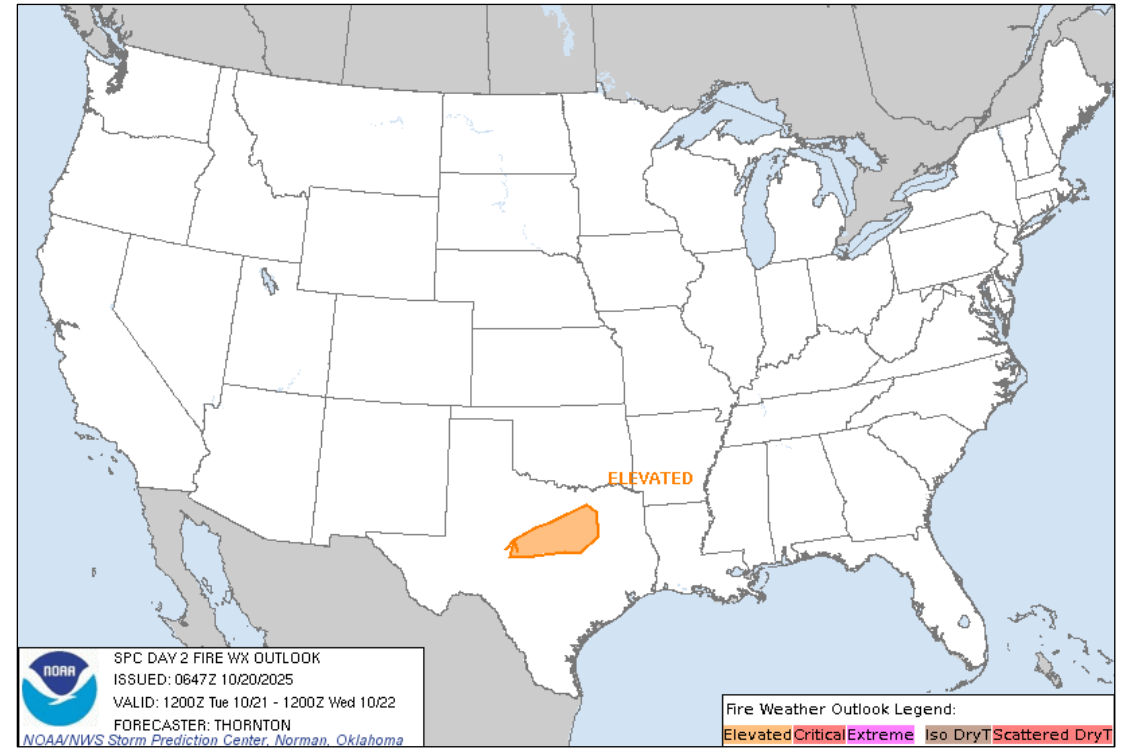 ELEVATED
NOAA
SPC DAY 2 FIRE WX OUTLOOK
ISSUED: 0647Z 10/20/2025
VALID: 1200Z Tue 10/21 - 1200Z Wed 10/22
FORECASTER: THORNTON
NOAA/NWS Storm Prediction Center, Norman, Oklahoma
Fire Weather Outlook Legend:
Elevated Critical Extreme Iso DryT Scattered DryT